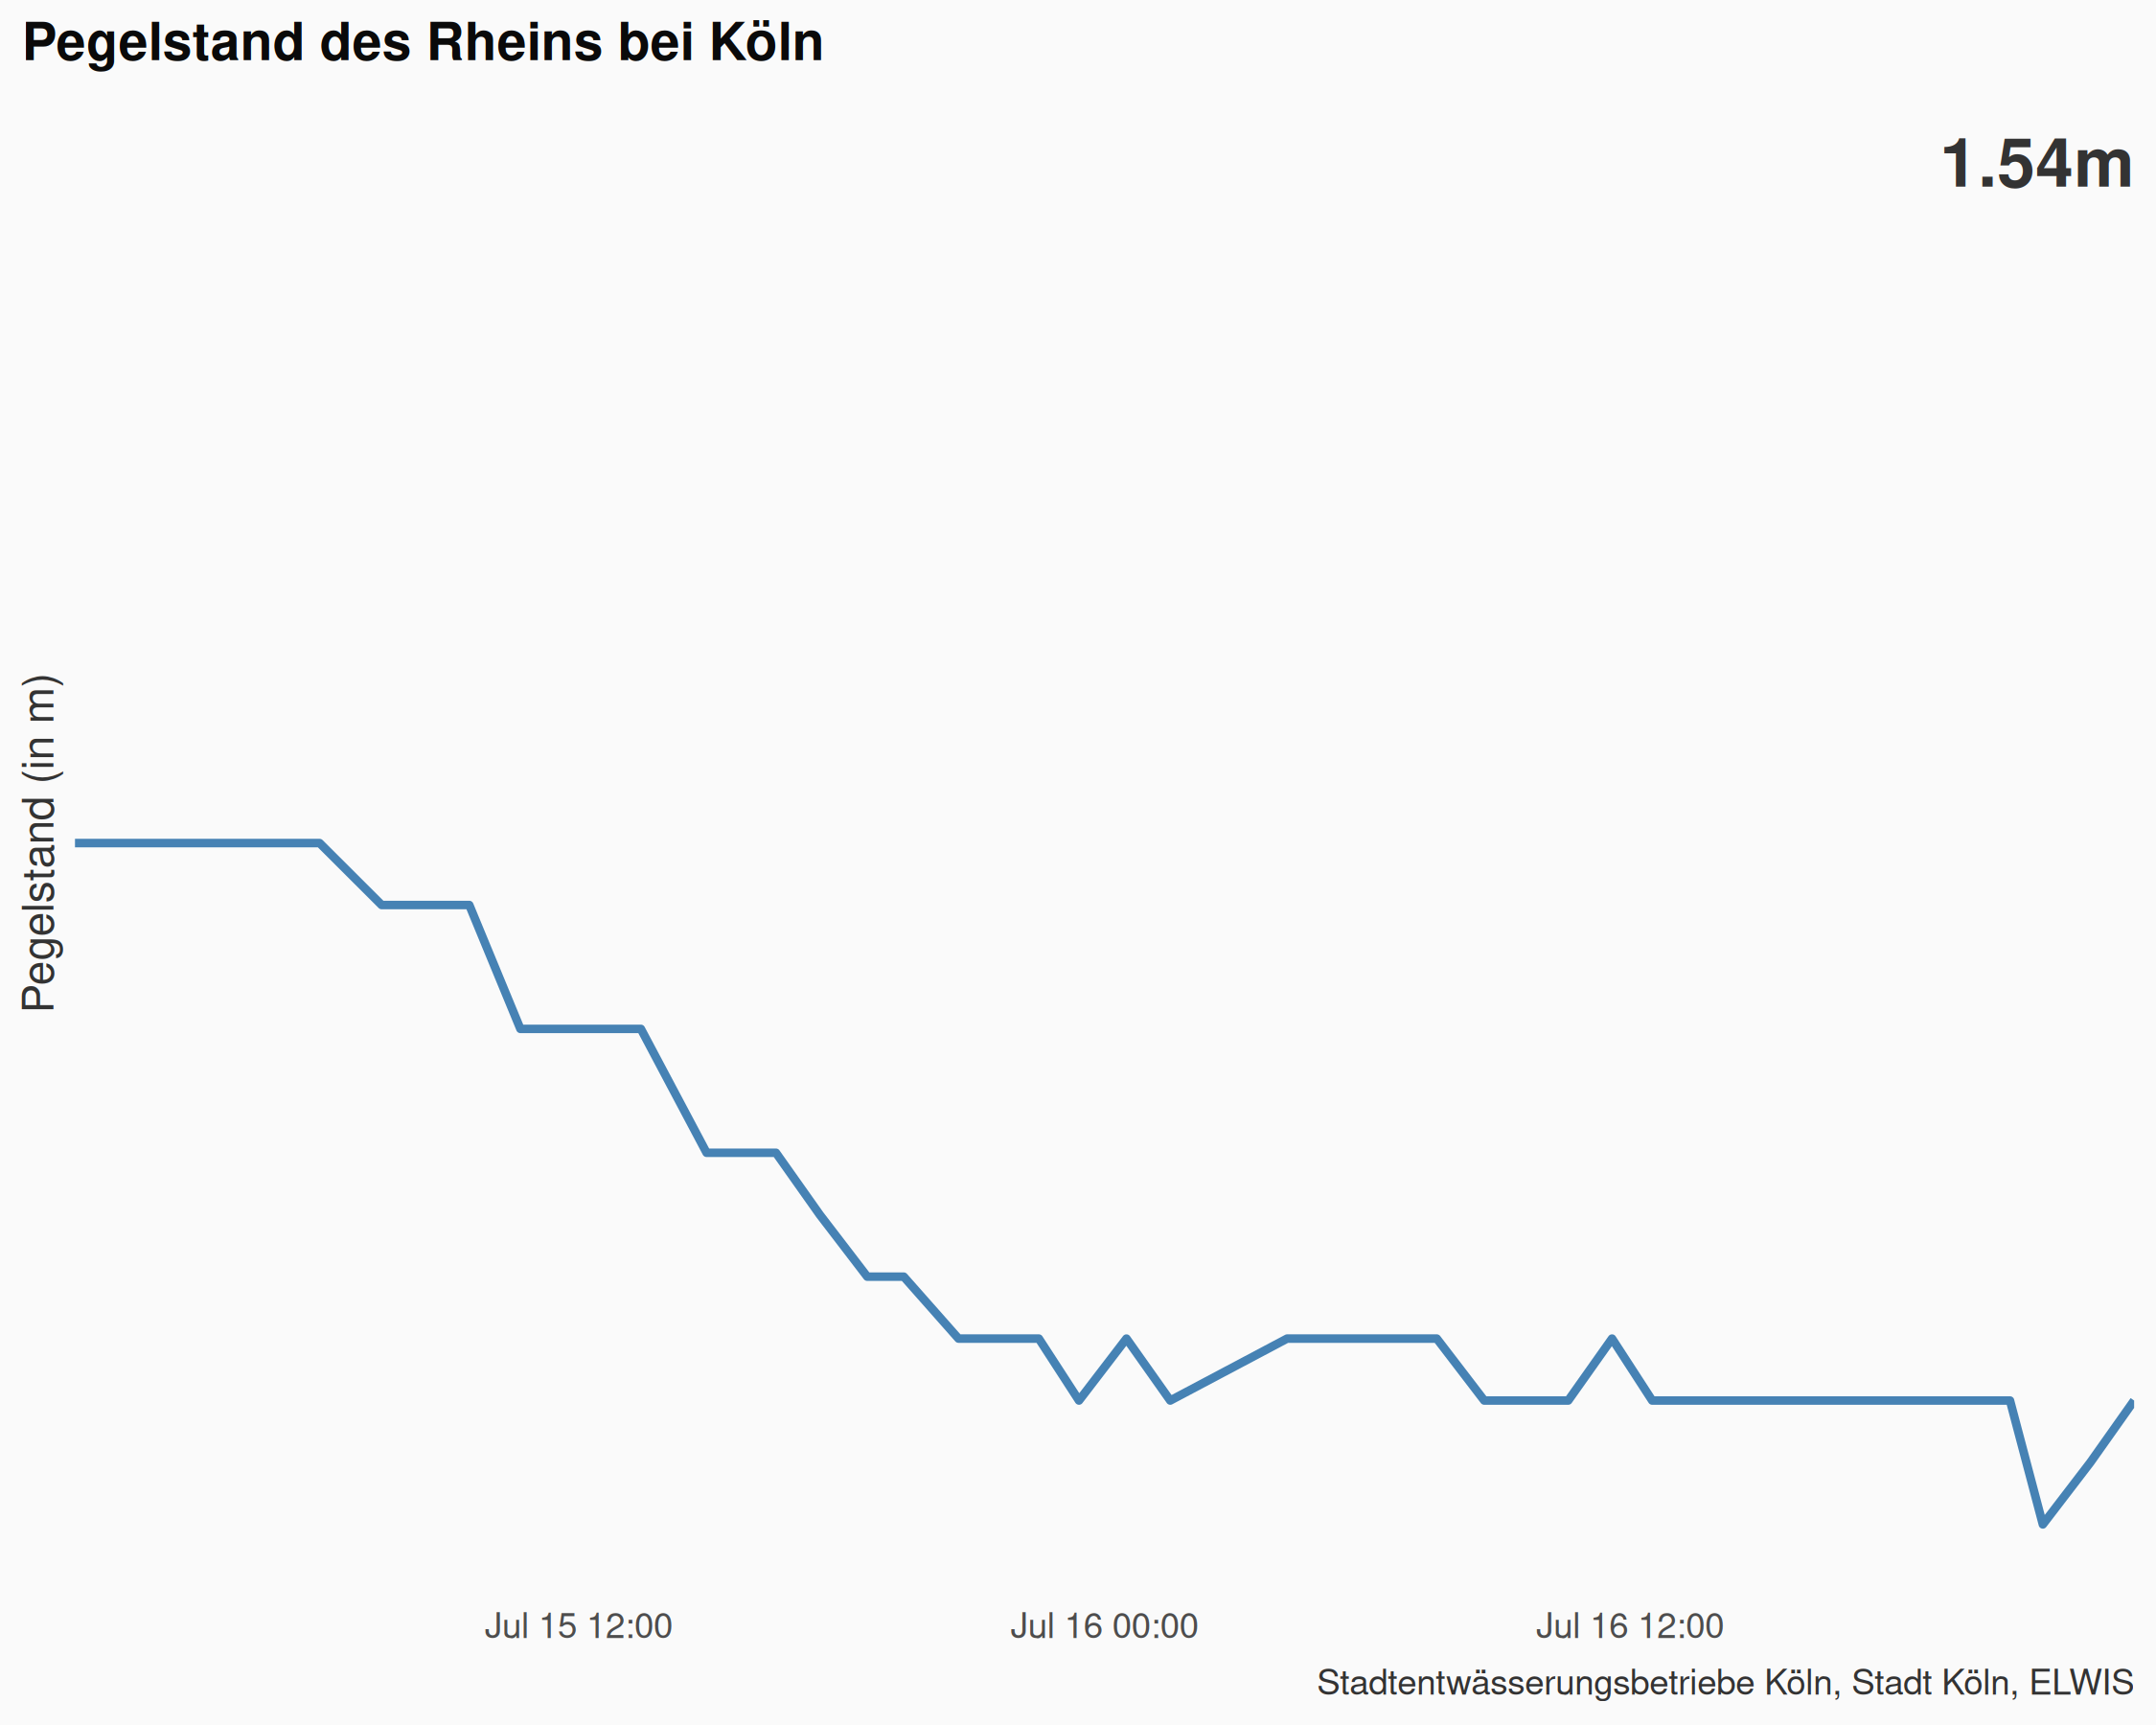 Pegelstand des Rheins bei Köln
1.54m
Pegelstand (in m)
Jul 15 12:00
Jul 16 00:00
Jul 16 12:00
Stadtentwässerungsbetriebe Köln, Stadt Köln, ELWIS